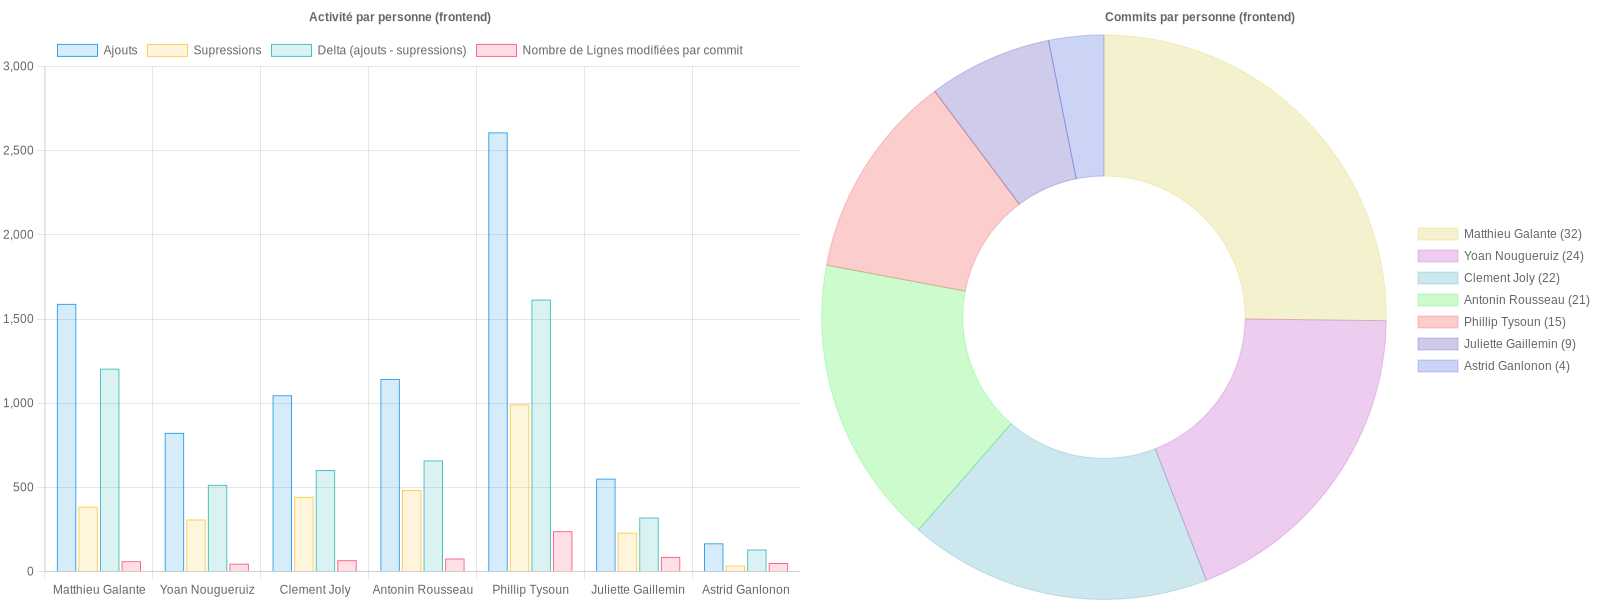 Activité par personne (frontend)
Ajouts
Supressions
Delta (ajouts - supressions)
Nombre de Lignes modifiées par commit
3,000
2,500
2,000
1,500
1,000
500
0
Matthieu Galante
Yoan Nougueruiz
Clement Joly
Antonin Rousseau
Phillip Tysoun
Juliette Gaillemin
Astrid Ganlonon
Commits par personne (frontend)
Matthieu Galante (32)
Yoan Nougueruiz (24)
Clement Joly (22)
Antonin Rousseau (21)
Phillip Tysoun (15)
Juliette Gaillemin (9)
Astrid Ganlonon (4)